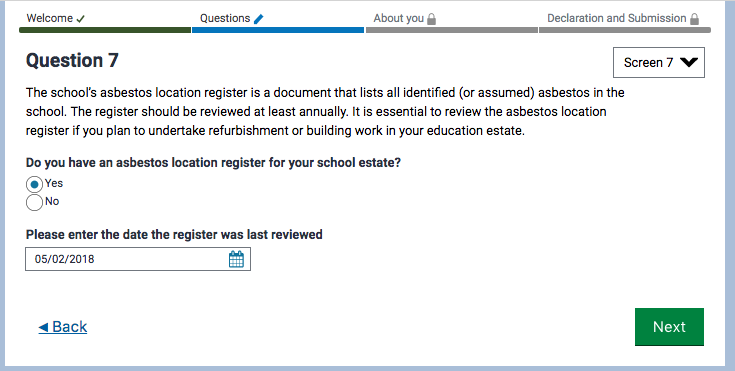 Welcome ✓
Questions
About you
Declaration and Submission
Question 7
Screen 7
The school's asbestos location register is a document that lists all identified (or assumed) asbestos in the
school. The register should be reviewed at least annually. It is essential to review the asbestos location
register if you plan to undertake refurbishment or building work in your education estate.
Do you have an asbestos location register for your school estate?
Yes
No
Please enter the date the register was last reviewed
05/02/2018
◄ Back
Next